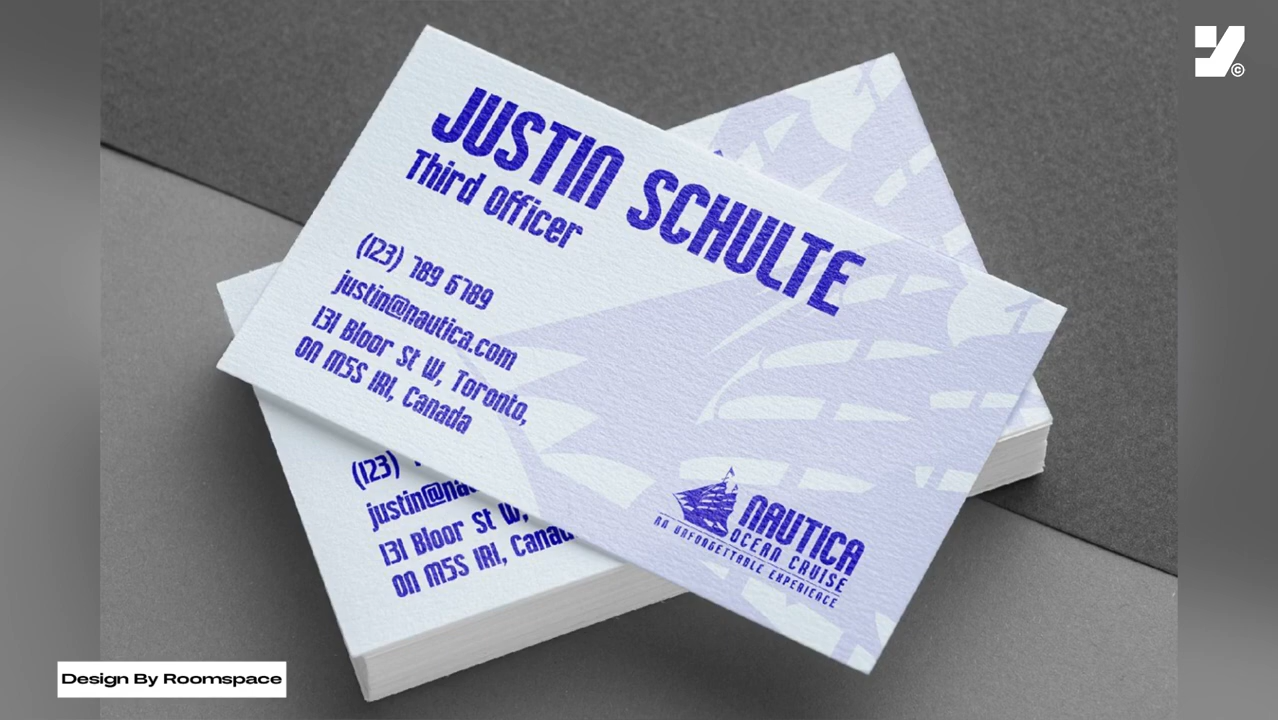 JUSTIN SCHULTE
Third Officer
(123) 789 6789
justin@nautica.com
131 Bloor St W, Toronto,
ON M5S 1R1, Canada
NAUTICA
OCEAN CRUISE
AN UNFORGETTABLE EXPERIENCE
(123)
justin@nau
131 Bloor St W,
ON M5S 1R1, Canad
Design By Roomspace
©